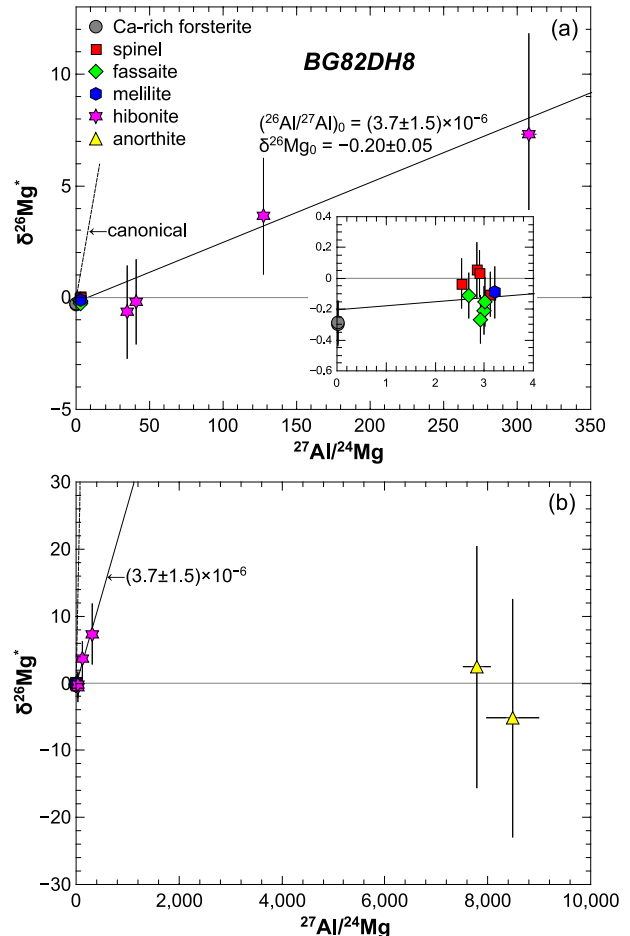 Ca-rich forsterite
spinel
fassaite
melilite
hibonite
anorthite
(a)
BG82DH8
(²⁶Al/²⁷Al)₀ = (3.7±1.5)×10⁻⁶
δ²⁶Mg₀ = −0.20±0.05
←canonical
δ²⁶Mg*
10
5
0
−5
0.4
0.2
0
−0.2
−0.4
−0.6
0 1 2 3 4
0 50 100 150 200 250 300 350
²⁷Al/²⁴Mg
(b)
←(3.7±1.5)×10⁻⁶
δ²⁶Mg*
30
20
10
0
−10
−20
−30
0 2,000 4,000 6,000 8,000 10,000
²⁷Al/²⁴Mg